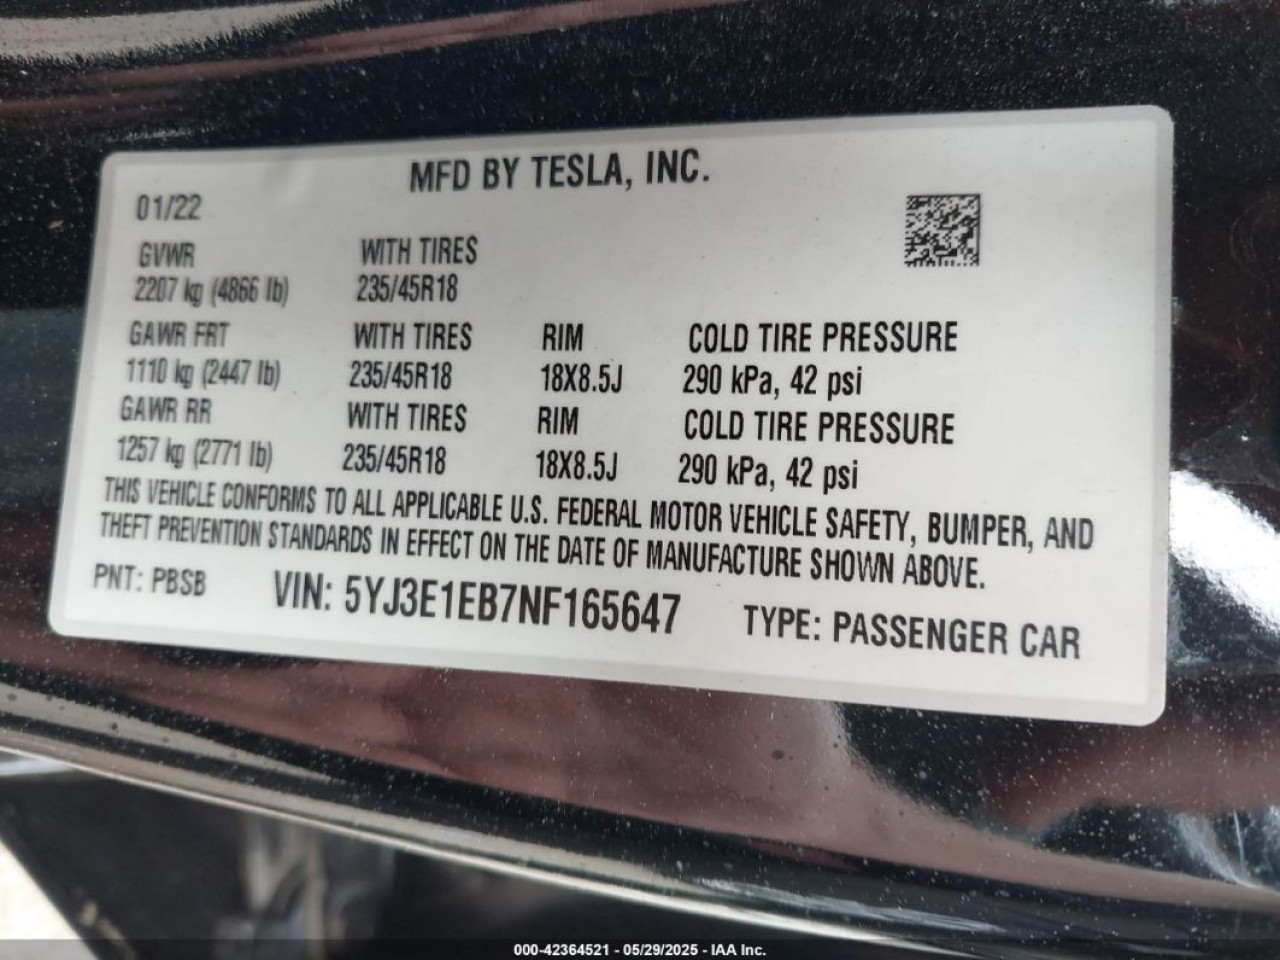 MFD BY TESLA, INC.
01/22
GVWR WITH TIRES
2207 kg (4866 lb) 235/45R18
GAWR FRT WITH TIRES RIM COLD TIRE PRESSURE
1110 kg (2447 lb) 235/45R18 18X8.5J 290 kPa, 42 psi
GAWR RR WITH TIRES RIM COLD TIRE PRESSURE
1257 kg (2771 lb) 235/45R18 18X8.5J 290 kPa, 42 psi
THIS VEHICLE CONFORMS TO ALL APPLICABLE U.S. FEDERAL MOTOR VEHICLE SAFETY, BUMPER, AND
THEFT PREVENTION STANDARDS IN EFFECT ON THE DATE OF MANUFACTURE SHOWN ABOVE.
PNT: PBSB VIN: 5YJ3E1EB7NF165647 TYPE: PASSENGER CAR
000-42364521 - 05/29/2025 - IAA Inc.